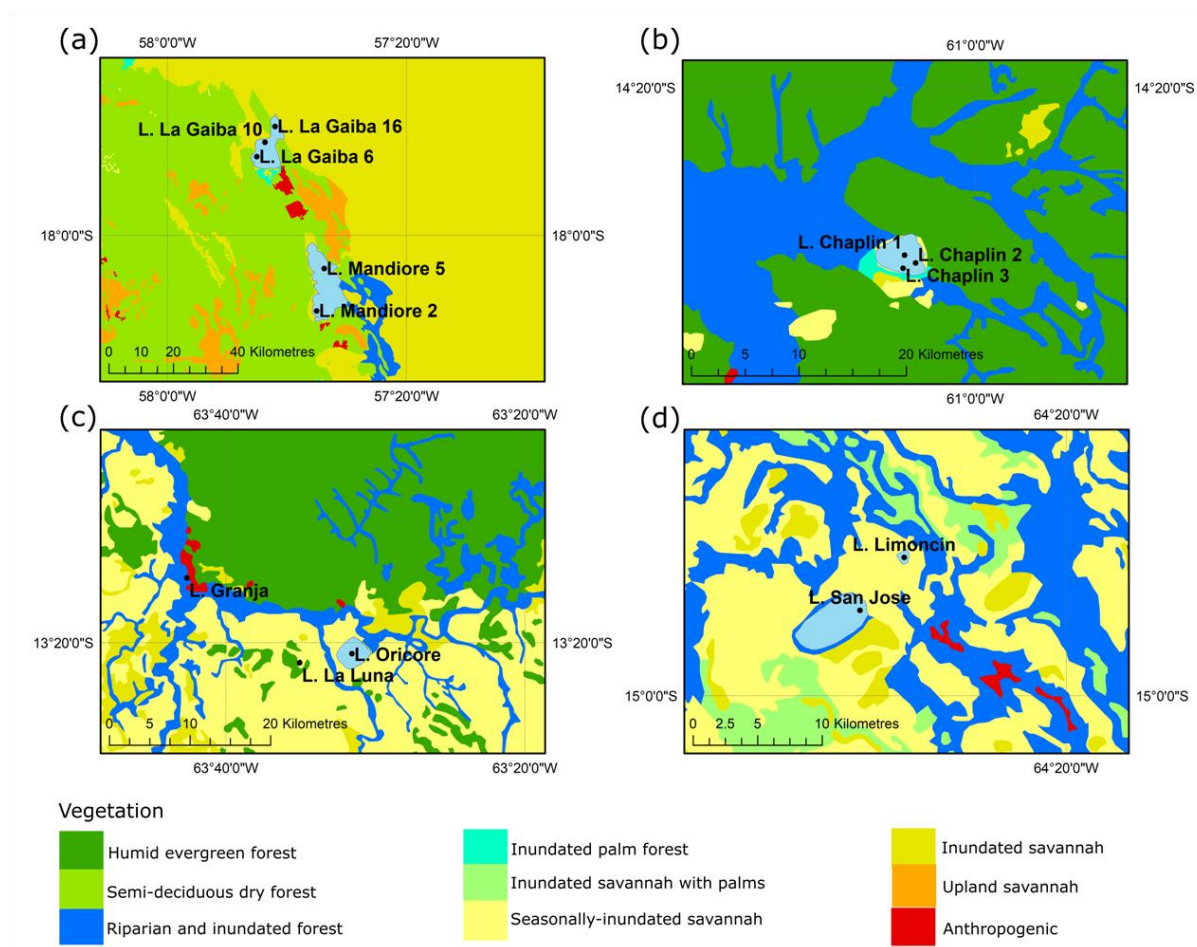 (a)
58°0'0"W
57°20'0"W
L. La Gaiba 16
L. La Gaiba 10
L. La Gaiba 6
18°0'0"S
18°0'0"S
L. Mandiore 5
L. Mandiore 2
0 10 20 40 Kilometres
58°0'0"W
57°20'0"W
(b)
61°0'0"W
14°20'0"S
14°20'0"S
L. Chaplin 1
L. Chaplin 2
L. Chaplin 3
0 5 10 20 Kilometres
61°0'0"W
(c)
63°40'0"W
63°20'0"W
L. Granja
13°20'0"S
13°20'0"S
L. Oricore
L. La Luna
0 5 10 20 Kilometres
63°40'0"W
63°20'0"W
(d)
64°20'0"W
L. Limoncin
L. San Jose
15°0'0"S
15°0'0"S
0 2.5 5 10 Kilometres
64°20'0"W
Vegetation
Humid evergreen forest
Semi-deciduous dry forest
Riparian and inundated forest
Inundated palm forest
Inundated savannah with palms
Seasonally-inundated savannah
Inundated savannah
Upland savannah
Anthropogenic